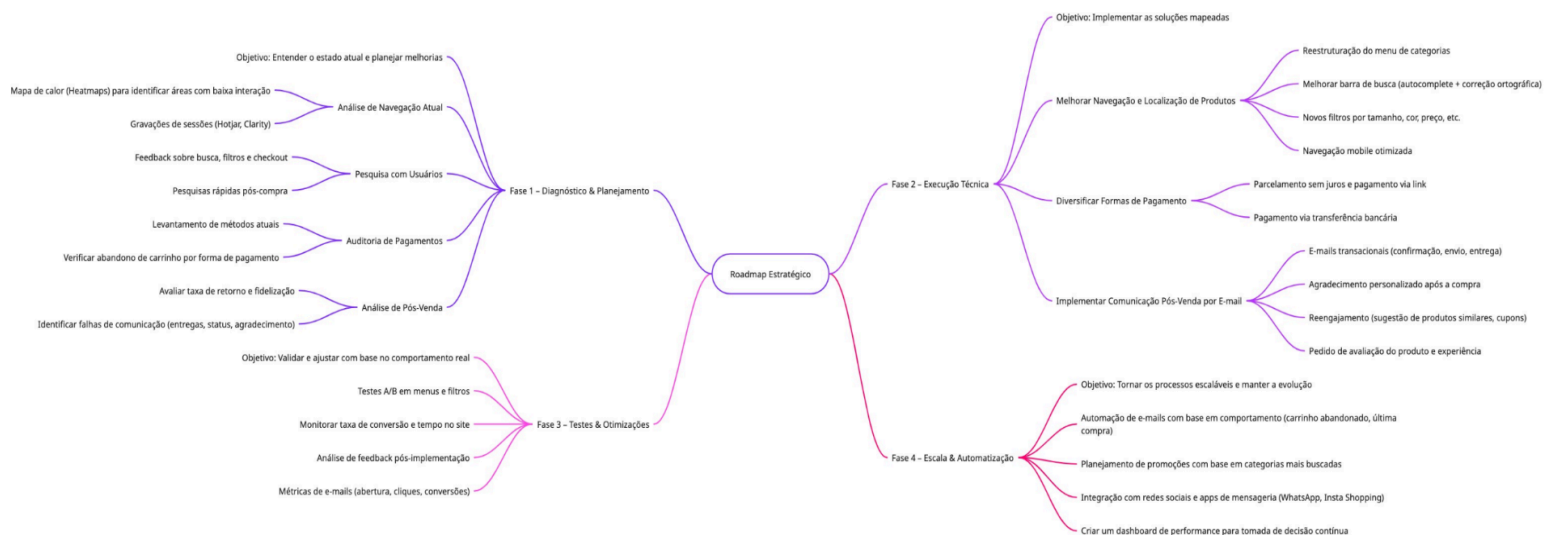 Roadmap Estratégico
Fase 1 – Diagnóstico & Planejamento
Objetivo: Entender o estado atual e planejar melhorias
Análise de Navegação Atual
Mapa de calor (Heatmaps) para identificar áreas com baixa interação
Gravações de sessões (Hotjar, Clarity)
Pesquisa com Usuários
Feedback sobre busca, filtros e checkout
Pesquisas rápidas pós-compra
Auditoria de Pagamentos
Levantamento de métodos atuais
Verificar abandono de carrinho por forma de pagamento
Análise de Pós-Venda
Avaliar taxa de retorno e fidelização
Identificar falhas de comunicação (entregas, status, agradecimento)
Fase 2 – Execução Técnica
Objetivo: Implementar as soluções mapeadas
Melhorar Navegação e Localização de Produtos
Reestruturação do menu de categorias
Melhorar barra de busca (autocomplete + correção ortográfica)
Novos filtros por tamanho, cor, preço, etc.
Navegação mobile otimizada
Diversificar Formas de Pagamento
Parcelamento sem juros e pagamento via link
Pagamento via transferência bancária
Implementar Comunicação Pós-Venda por E-mail
E-mails transacionais (confirmação, envio, entrega)
Agradecimento personalizado após a compra
Reengajamento (sugestão de produtos similares, cupons)
Pedido de avaliação do produto e experiência
Fase 3 – Testes & Otimizações
Objetivo: Validar e ajustar com base no comportamento real
Testes A/B em menus e filtros
Monitorar taxa de conversão e tempo no site
Análise de feedback pós-implementação
Métricas de e-mails (abertura, cliques, conversões)
Fase 4 – Escala & Automatização
Objetivo: Tornar os processos escaláveis e manter a evolução
Automação de e-mails com base em comportamento (carrinho abandonado, última
compra)
Planejamento de promoções com base em categorias mais buscadas
Integração com redes sociais e apps de mensageria (WhatsApp, Insta Shopping)
Criar um dashboard de performance para tomada de decisão contínua